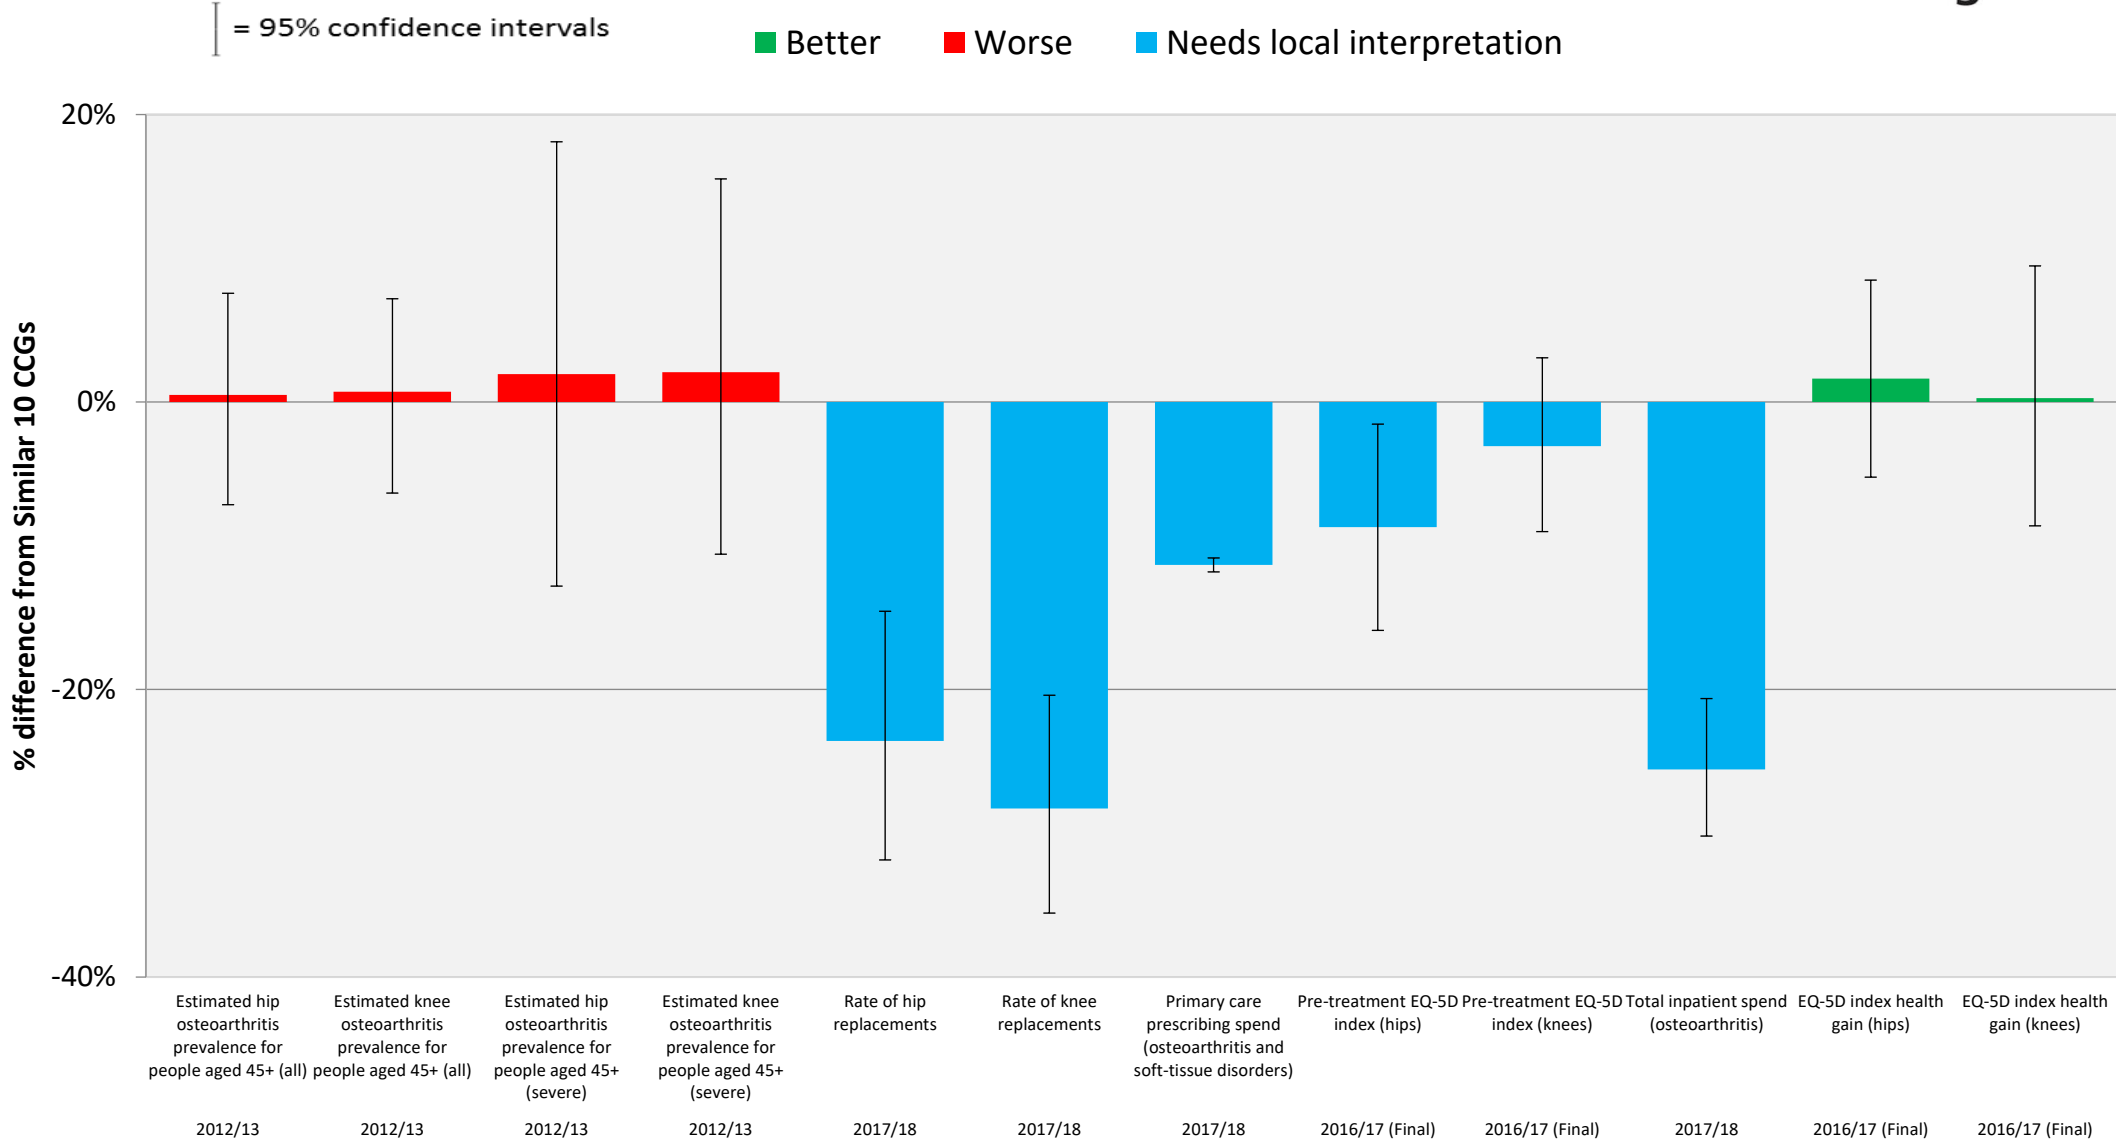 = 95% confidence intervals
Better
Worse
Needs local interpretation
20%
0%
-20%
-40%
% difference from Similar 10 CCGs
Estimated hip
osteoarthritis
prevalence for
people aged 45+ (all)
2012/13
Estimated knee
osteoarthritis
prevalence for
people aged 45+ (all)
2012/13
Estimated hip
osteoarthritis
prevalence for
people aged 45+
(severe)
2012/13
Estimated knee
osteoarthritis
prevalence for
people aged 45+
(severe)
2012/13
Rate of hip
replacements
2017/18
Rate of knee
replacements
2017/18
Primary care
prescribing spend
(osteoarthritis and
soft-tissue disorders)
2017/18
Pre-treatment EQ-5D
index (hips)
2016/17 (Final)
Pre-treatment EQ-5D
index (knees)
2016/17 (Final)
Total inpatient spend
(osteoarthritis)
2017/18
EQ-5D index health
gain (hips)
2016/17 (Final)
EQ-5D index health
gain (knees)
2016/17 (Final)